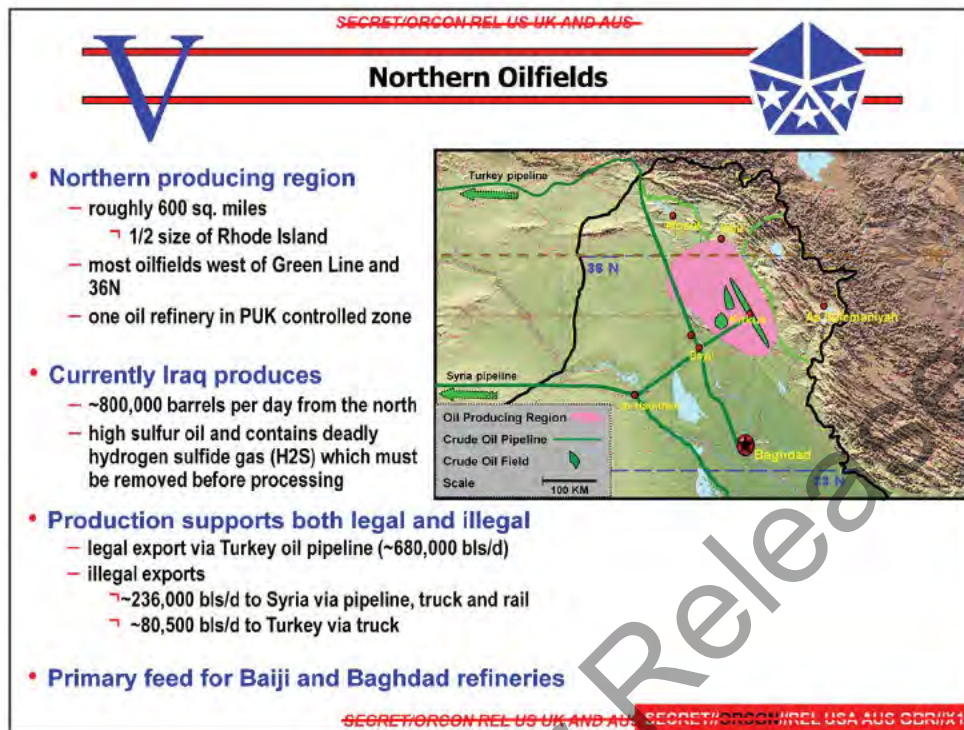 SECRET/ORCON REL US UK AND AUS
V
Northern Oilfields
• Northern producing region
– roughly 600 sq. miles
¬ 1/2 size of Rhode Island
– most oilfields west of Green Line and
36N
– one oil refinery in PUK controlled zone
• Currently Iraq produces
– ~800,000 barrels per day from the north
– high sulfur oil and contains deadly
hydrogen sulfide gas (H2S) which must
be removed before processing
• Production supports both legal and illegal
– legal export via Turkey oil pipeline (~680,000 bls/d)
– illegal exports
¬~236,000 bls/d to Syria via pipeline, truck and rail
¬ ~80,500 bls/d to Turkey via truck
• Primary feed for Baiji and Baghdad refineries
Turkey pipeline
Mosul
36 N
Kirkuk
As Sulemaniyah
Syria pipeline
Oil Producing Region
Crude Oil Pipeline
Crude Oil Field
Scale
100 KM
Baghdad
33 N
SECRET/ORCON REL US UK AND AUS
SECRET//ORCON//REL USA AUS GBR//X1